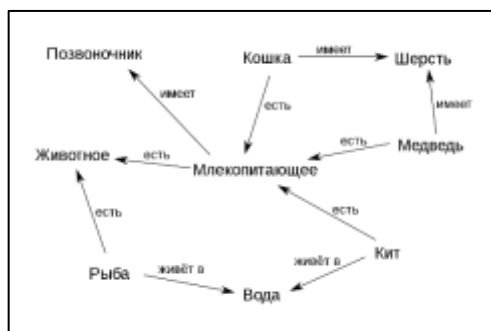 Позвоночник
Кошка
имеет
Шерсть
имеет
есть
имеет
Животное
есть
Млекопитающее
есть
Медведь
есть
есть
Рыба
живёт в
Вода
живёт в
Кит